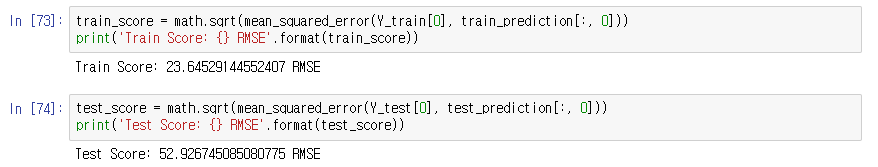 In [73]: train_score = math.sqrt(mean_squared_error(Y_train[0], train_prediction[:, 0]))
print('Train Score: {} RMSE'.format(train_score))
Train Score: 23.64529144552407 RMSE
In [74]: test_score = math.sqrt(mean_squared_error(Y_test[0], test_prediction[:, 0]))
print('Test Score: {} RMSE'.format(test_score))
Test Score: 52.926745085080775 RMSE